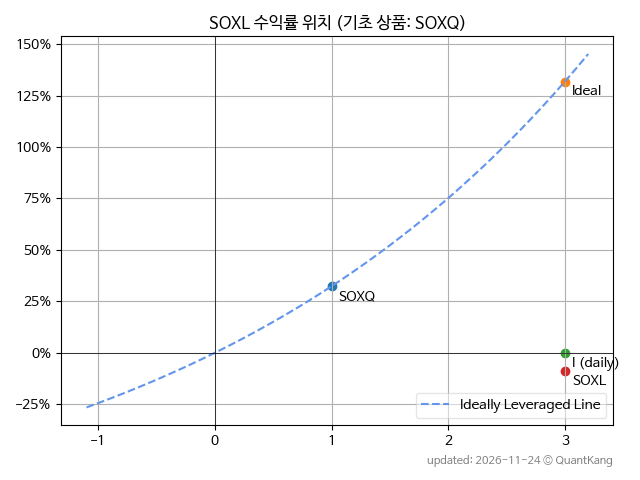 SOXL 수익률 위치 (기초 상품: SOXQ)
150%
125%
100%
75%
50%
25%
0%
−25%
Ideal
SOXQ
I (daily)
SOXL
Ideally Leveraged Line
−1 0 1 2 3
updated: 2026-11-24 © QuantKang